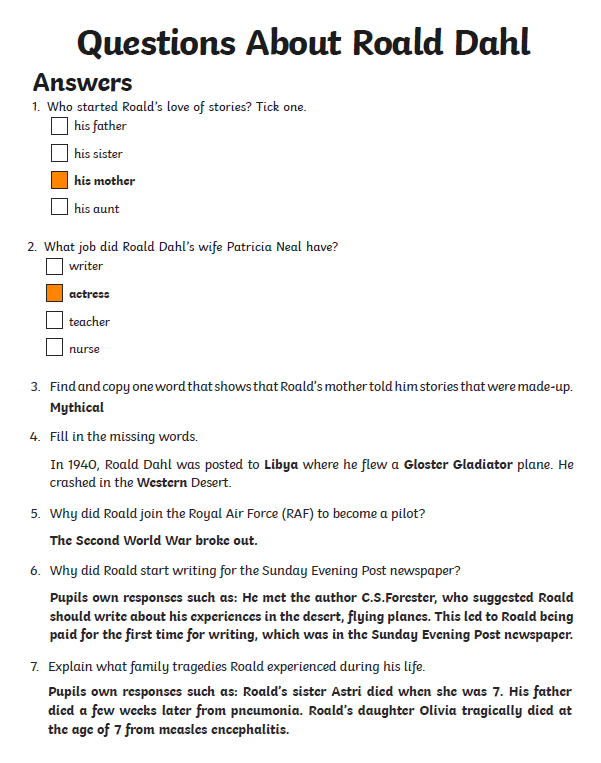 Questions About Roald Dahl
Answers
1. Who started Roald's love of stories? Tick one.
his father
his sister
his mother
his aunt
2. What job did Roald Dahl's wife Patricia Neal have?
writer
actress
teacher
nurse
3. Find and copy one word that shows that Roald's mother told him stories that were made-up.
Mythical
4. Fill in the missing words.
In 1940, Roald Dahl was posted to Libya where he flew a Gloster Gladiator plane. He
crashed in the Western Desert.
5. Why did Roald join the Royal Air Force (RAF) to become a pilot?
The Second World War broke out.
6. Why did Roald start writing for the Sunday Evening Post newspaper?
Pupils own responses such as: He met the author C.S.Forester, who suggested Roald
should write about his experiences in the desert, flying planes. This led to Roald being
paid for the first time for writing, which was in the Sunday Evening Post newspaper.
7. Explain what family tragedies Roald experienced during his life.
Pupils own responses such as: Roald's sister Astri died when she was 7. His father
died a few weeks later from pneumonia. Roald's daughter Olivia tragically died at
the age of 7 from measles encephalitis.